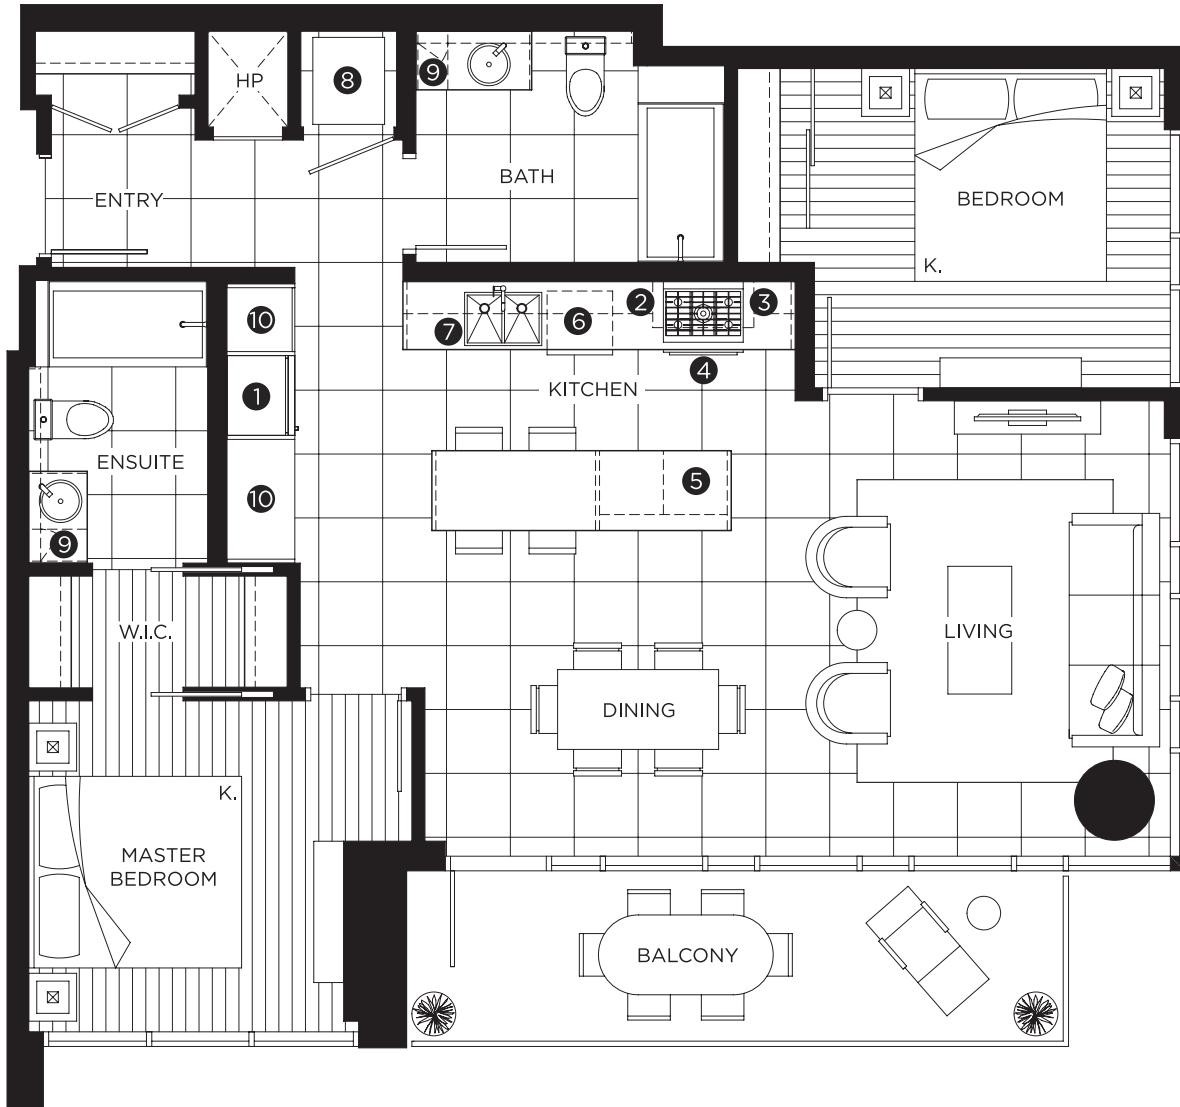 HP
8
9
ENTRY
BATH
BEDROOM
K.
10
7
6
2
3
4
1
KITCHEN
ENSUITE
5
10
9
W.I.C.
LIVING
DINING
K.
MASTER
BEDROOM
BALCONY